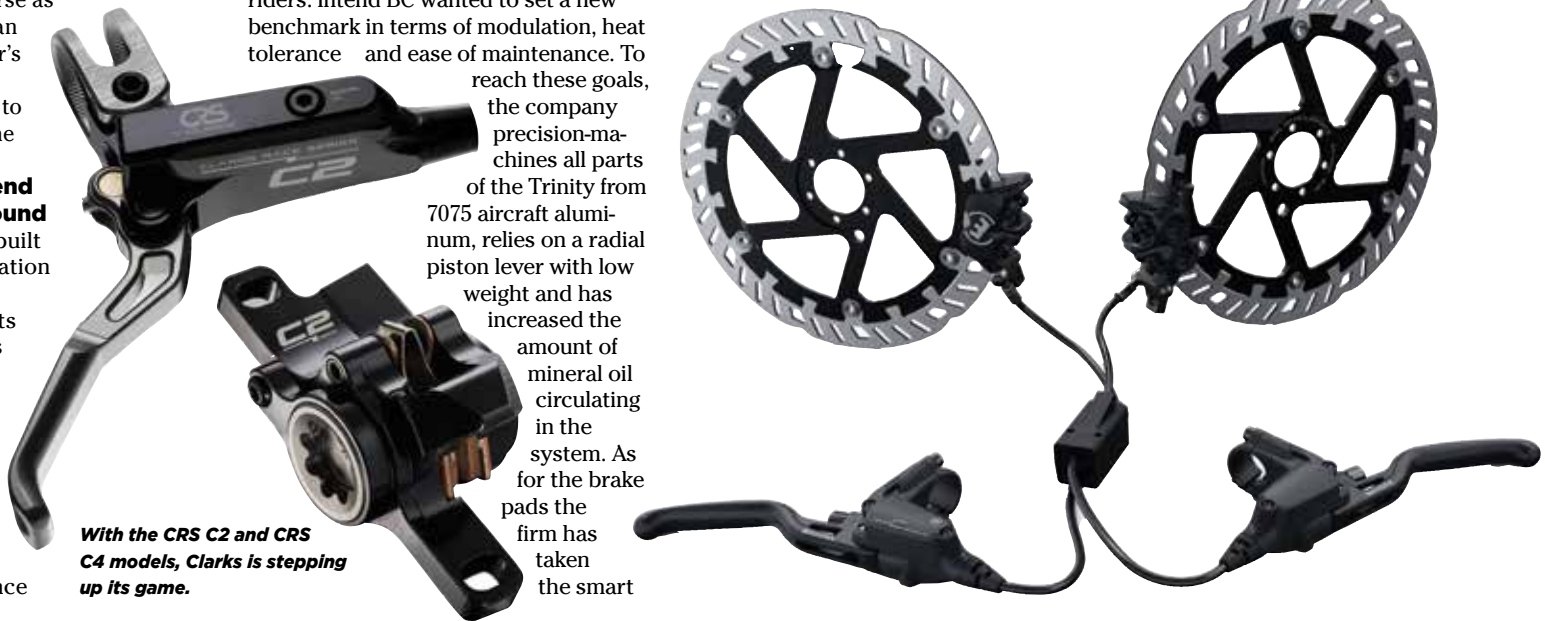 rse as
an
r's
to
end
ound
built
ation
ts
s
nce
riders. Intend BC wanted to set a new
benchmark in terms of modulation, heat
tolerance and ease of maintenance. To
reach these goals,
the company
precision-ma-
chines all parts
of the Trinity from
7075 aircraft alumi-
num, relies on a radial
piston lever with low
weight and has
increased the
amount of
mineral oil
circulating
in the
system. As
for the brake
pads the
firm has
taken
the smart
CRS
C2
C2
With the CRS C2 and CRS
C4 models, Clarks is stepping
up its game.